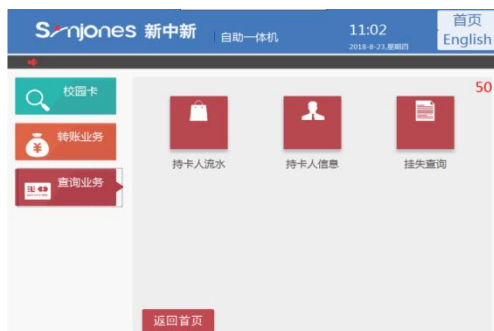 Synjones 新中新 自助一体机
11:02
2018-8-23,星期四
首页
English
50
校园卡
转账业务
查询业务
持卡人流水 持卡人信息 挂失查询
返回首页